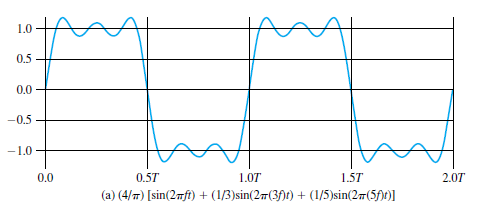 1.0
0.5
0.0
−0.5
−1.0
0.0 0.5T 1.0T 1.5T 2.0T
(a) (4/π) [sin(2πft) + (1/3)sin(2π(3f)t) + (1/5)sin(2π(5f)t)]